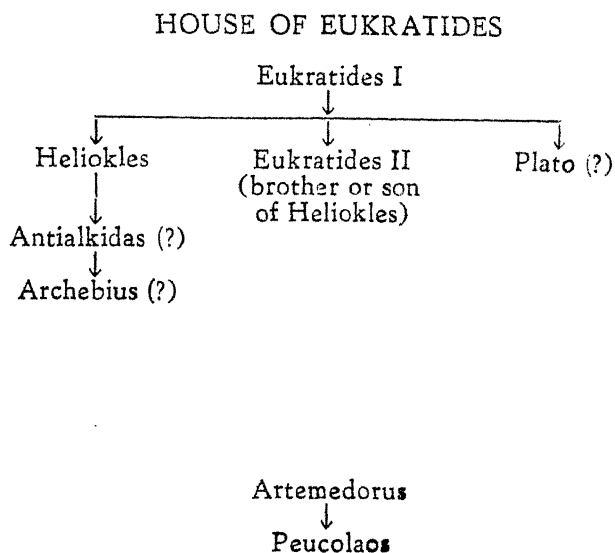 HOUSE OF EUKRATIDES
Eukratides I
Heliokles
Eukratides II
(brother or son
of Heliokles)
Plato (?)
Antialkidas (?)
Archebius (?)
Artemedorus
Peucolaos